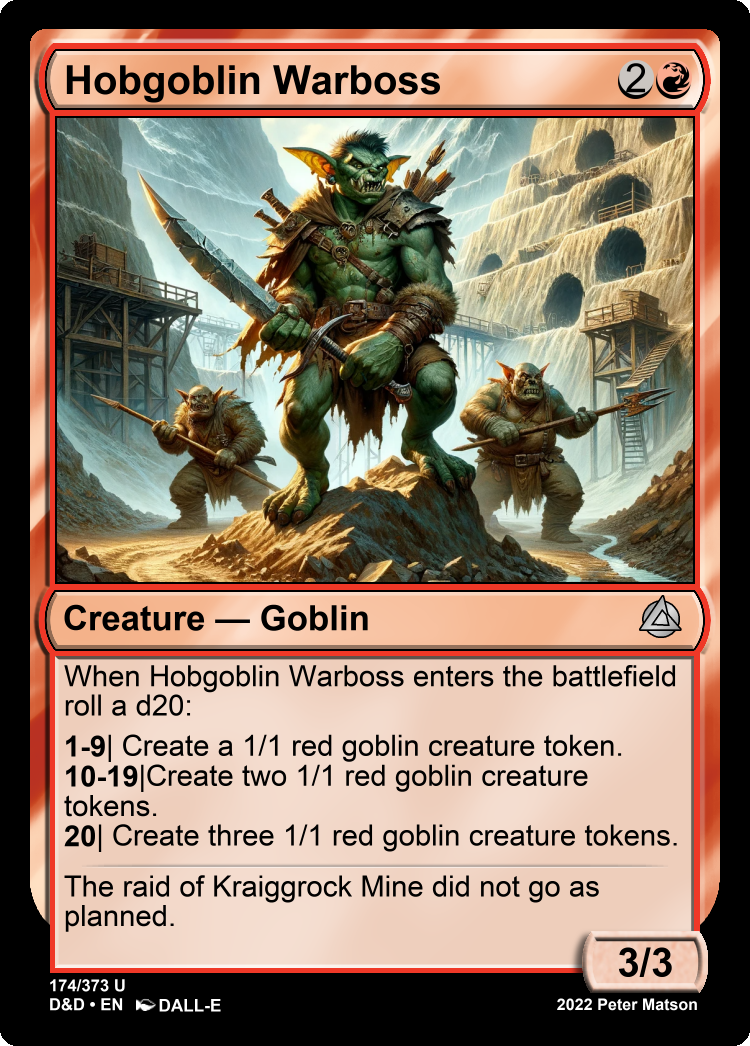 Hobgoblin Warboss 2
Creature — Goblin
When Hobgoblin Warboss enters the battlefield
roll a d20:
1-9| Create a 1/1 red goblin creature token.
10-19|Create two 1/1 red goblin creature
tokens.
20| Create three 1/1 red goblin creature tokens.
The raid of Kraiggrock Mine did not go as
planned.
3/3
174/373 U
D&D • EN DALL-E
2022 Peter Matson